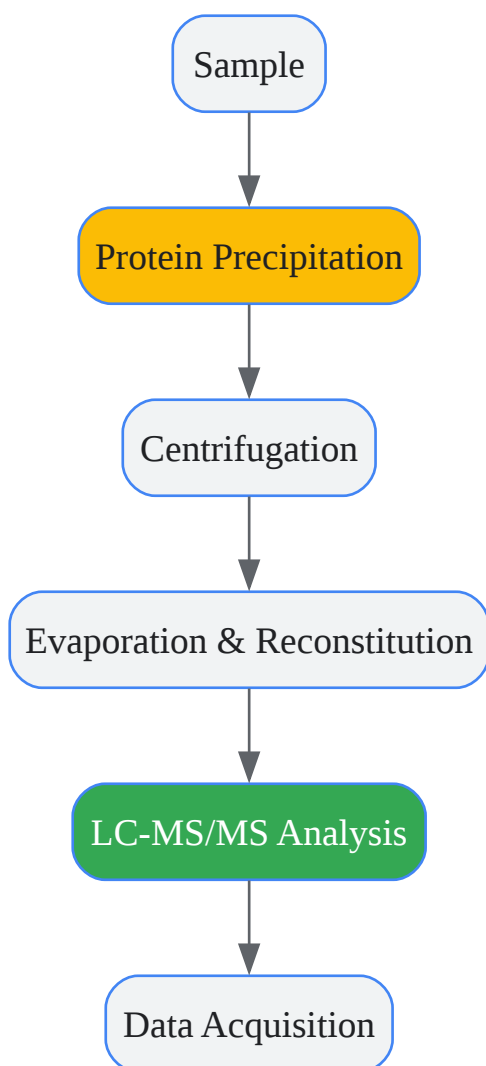 Sample
Protein Precipitation
Centrifugation
Evaporation & Reconstitution
LC-MS/MS Analysis
Data Acquisition